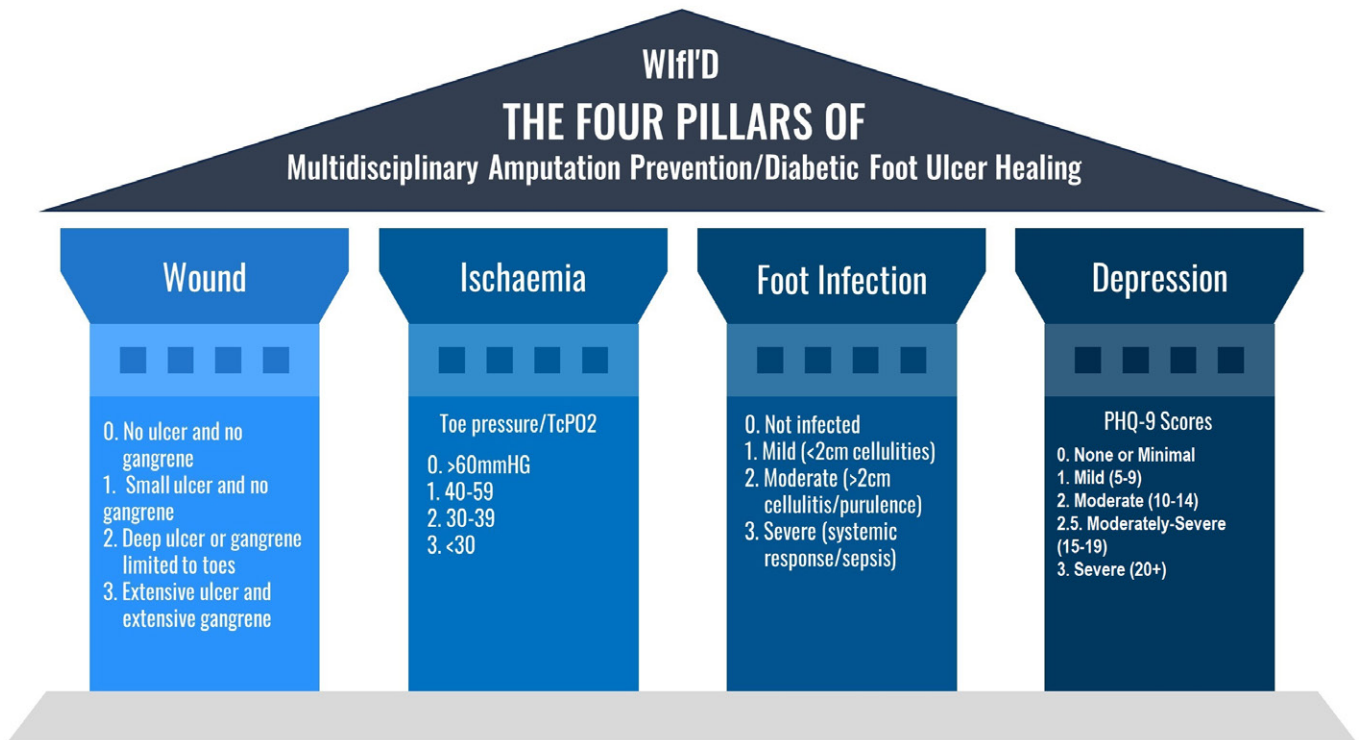 WIfI'D
THE FOUR PILLARS OF
Multidisciplinary Amputation Prevention/Diabetic Foot Ulcer Healing
Wound
0. No ulcer and no
gangrene
1. Small ulcer and no
gangrene
2. Deep ulcer or gangrene
limited to toes
3. Extensive ulcer and
extensive gangrene
Ischaemia
Toe pressure/TcPO2
0. >60mmHG
1. 40-59
2. 30-39
3. <30
Foot Infection
0. Not infected
1. Mild (<2cm cellulities)
2. Moderate (>2cm
cellulitis/purulence)
3. Severe (systemic
response/sepsis)
Depression
PHQ-9 Scores
0. None or Minimal
1. Mild (5-9)
2. Moderate (10-14)
2.5. Moderately-Severe
(15-19)
3. Severe (20+)